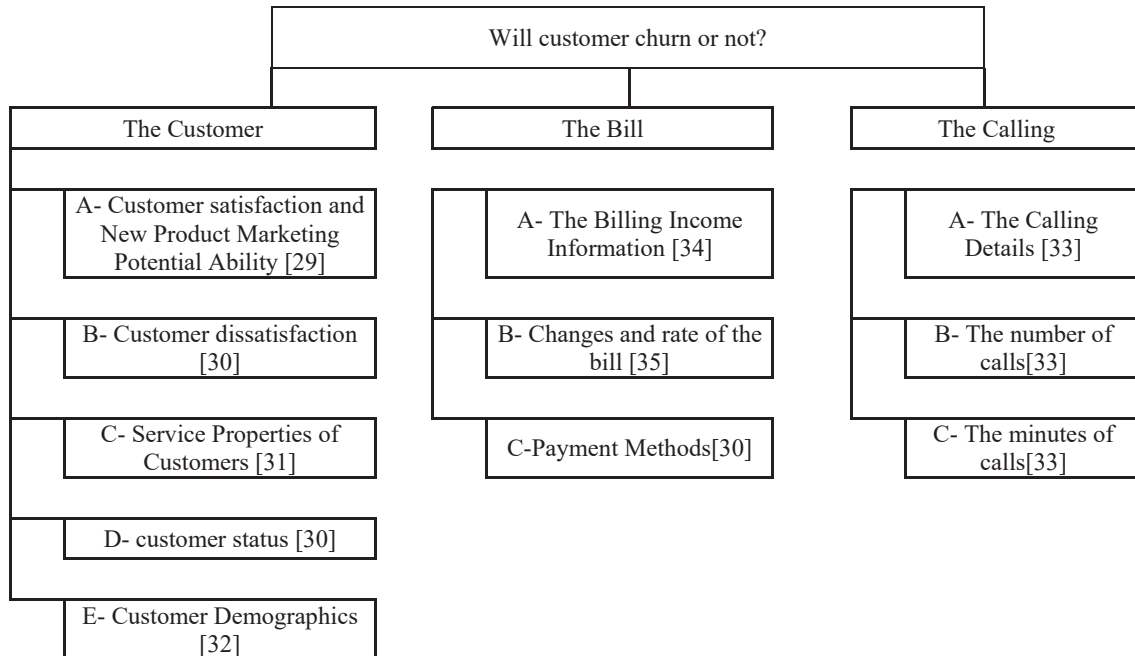 Will customer churn or not?
The Customer
A- Customer satisfaction and
New Product Marketing
Potential Ability [29]
B- Customer dissatisfaction
[30]
C- Service Properties of
Customers [31]
D- customer status [30]
E- Customer Demographics
[32]
The Bill
A- The Billing Income
Information [34]
B- Changes and rate of the
bill [35]
C-Payment Methods[30]
The Calling
A- The Calling
Details [33]
B- The number of
calls[33]
C- The minutes of
calls[33]